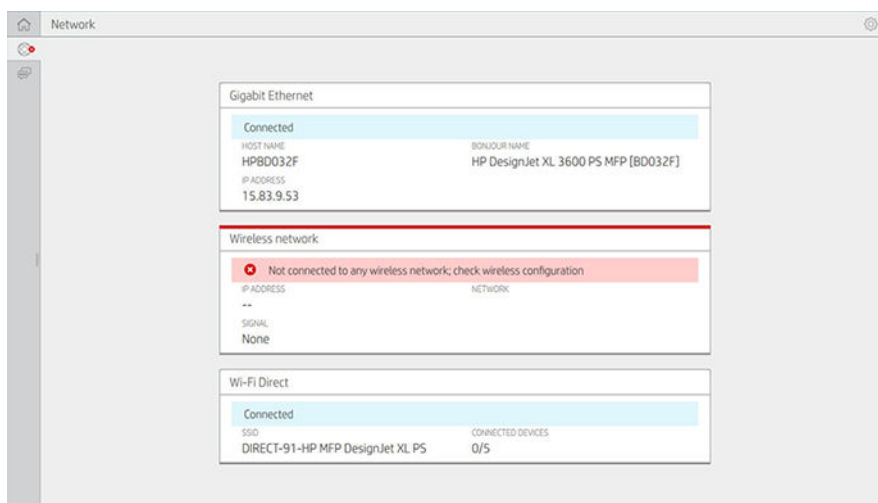 Network
Gigabit Ethernet
Connected
HOST NAME BONJOUR NAME
HPBD032F HP DesignJet XL 3600 PS MFP [BD032F]
IP ADDRESS
15.83.9.53
Wireless network
Not connected to any wireless network; check wireless configuration
IP ADDRESS NETWORK
--
SIGNAL
None
Wi-Fi Direct
Connected
SSID CONNECTED DEVICES
DIRECT-91-HP MFP DesignJet XL PS 0/5